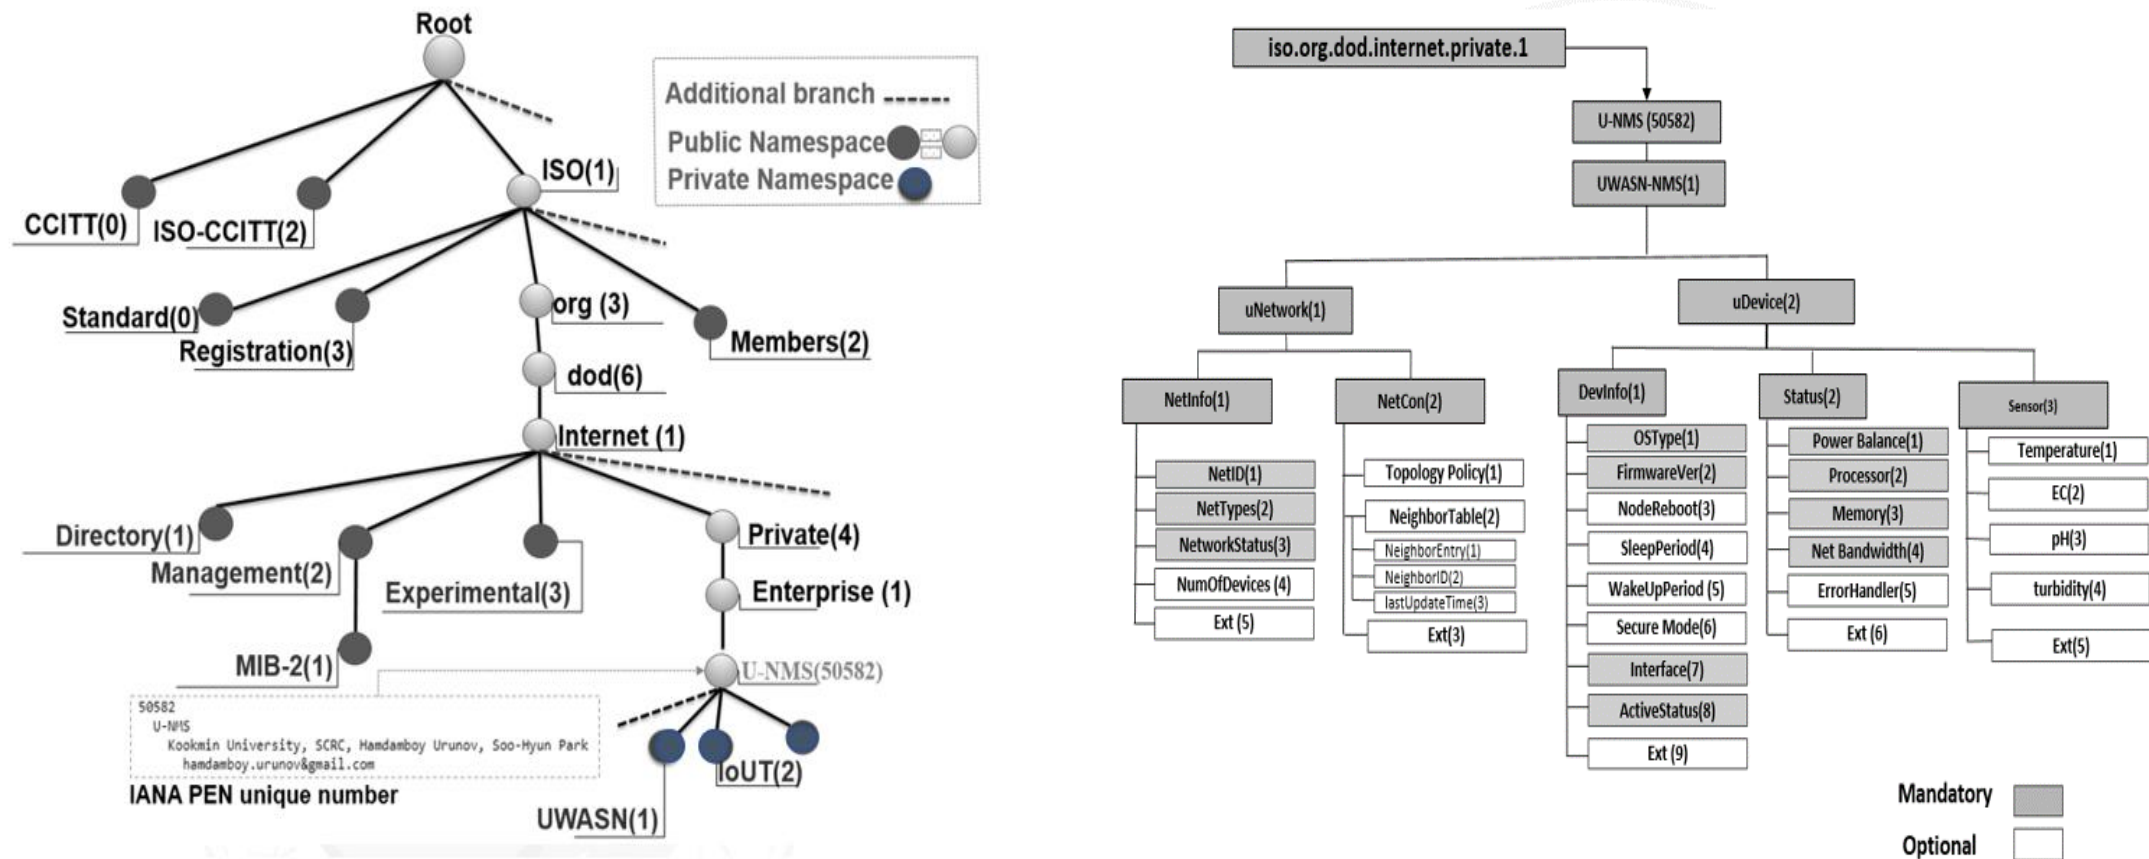 Root
Additional branch
Public Namespace
Private Namespace
ISO(1)
CCITT(0)
ISO-CCITT(2)
Standard(0)
Registration(3)
org (3)
Members(2)
dod(6)
Internet (1)
Directory(1)
Management(2)
Experimental(3)
Private(4)
Enterprise (1)
MIB-2(1)
U-NMS(50582)
50582
U-NMS
Kookmin University, SCRC, Hamdamboy Urunov, Soo-Hyun Park
hamdamboy.urunov&gmail.com
IANA PEN unique number
IoUT(2)
UWASN(1)
iso.org.dod.internet.private.1
U-NMS (50582)
UWASN-NMS(1)
uNetwork(1)
uDevice(2)
NetInfo(1)
NetID(1)
NetTypes(2)
NetworkStatus(3)
NumOfDevices (4)
Ext (5)
NetCon(2)
Topology Policy(1)
NeighborTable(2)
NeighborEntry(1)
NeighborID(2)
lastUpdateTime(3)
Ext(3)
DevInfo(1)
OSType(1)
FirmwareVer(2)
NodeReboot(3)
SleepPeriod(4)
WakeUpPeriod (5)
Secure Mode(6)
Interface(7)
ActiveStatus(8)
Ext (9)
Status(2)
Power Balance(1)
Processor(2)
Memory(3)
Net Bandwidth(4)
ErrorHandler(5)
Ext (6)
Sensor(3)
Temperature(1)
EC(2)
pH(3)
turbidity(4)
Ext(5)
Mandatory
Optional